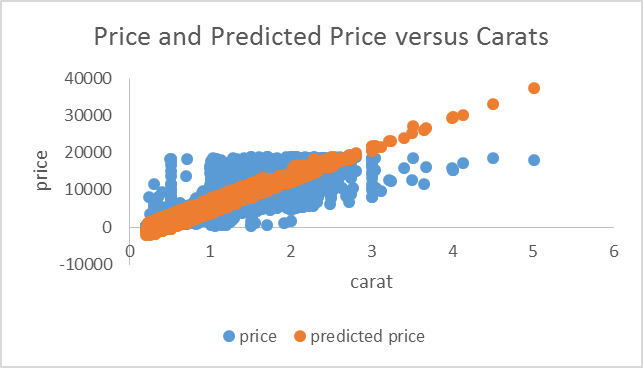 Price and Predicted Price versus Carats
40000
30000
20000
10000
0
-10000
price
0 1 2 3 4 5 6
carat
price predicted price